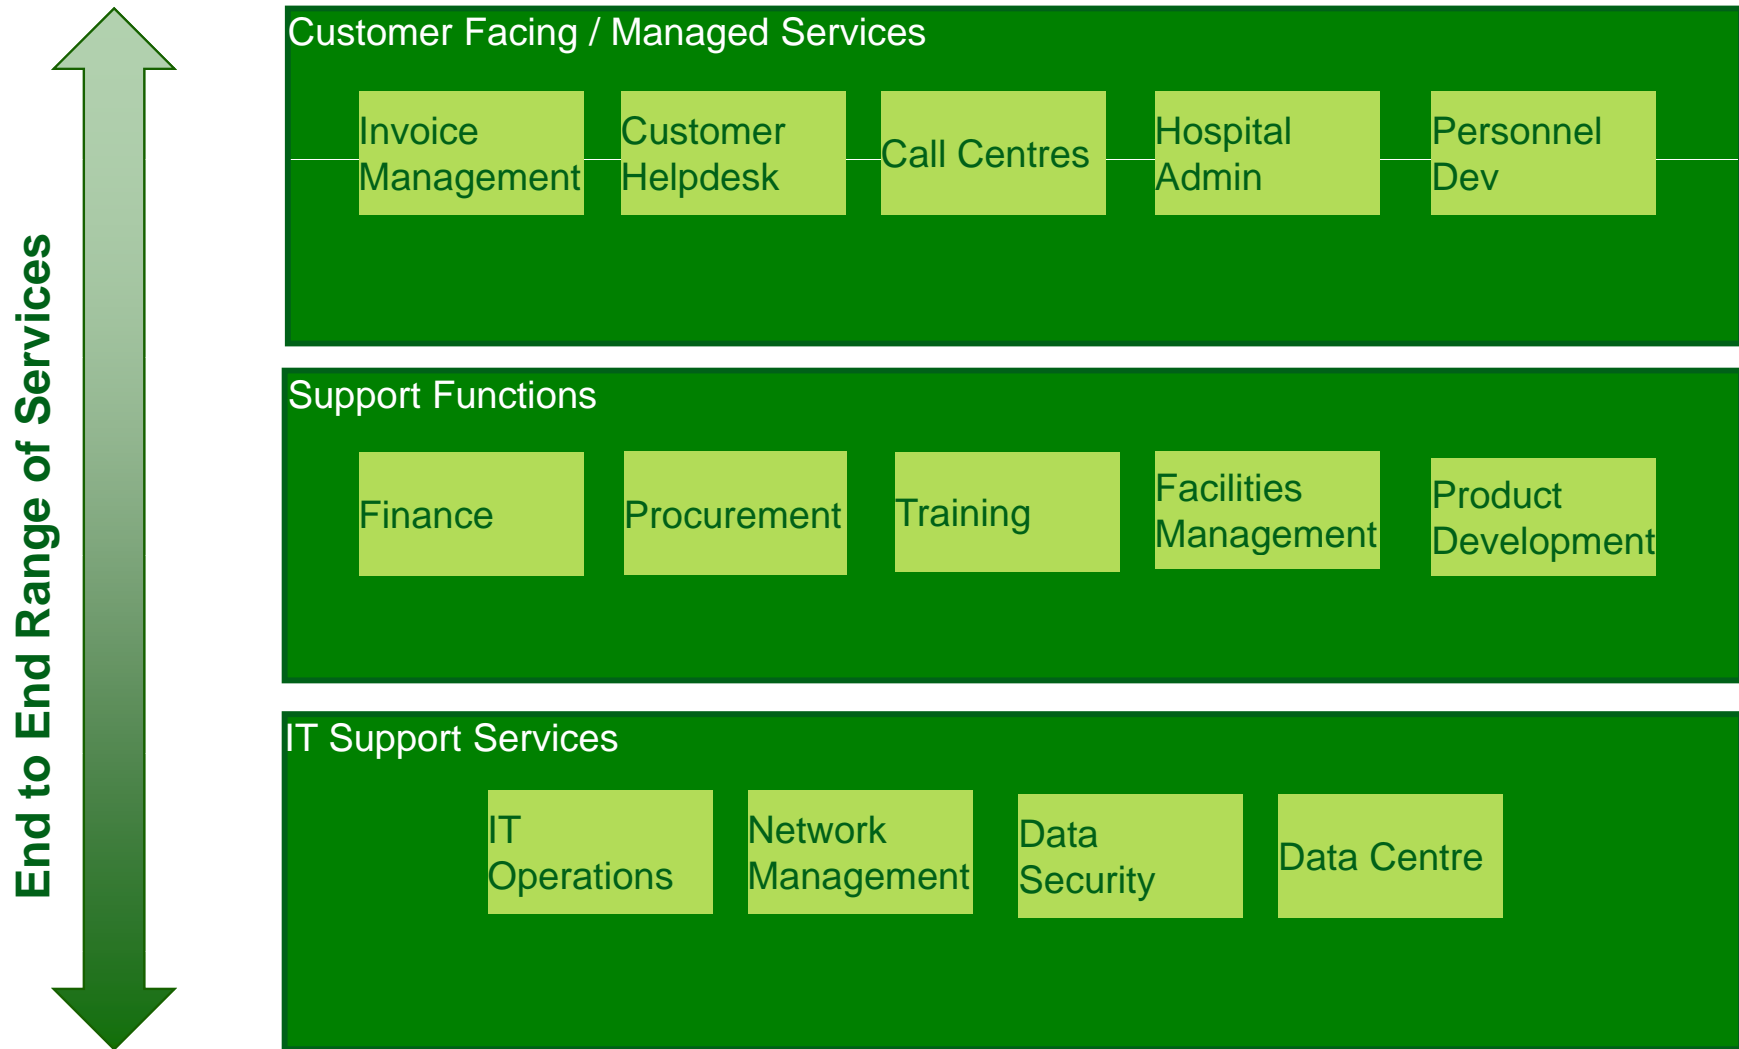 End to End Range of Services
Customer Facing / Managed Services
Invoice
Management
Customer
Helpdesk
Call Centres
Hospital
Admin
Personnel
Dev
Support Functions
Finance
Procurement
Training
Facilities
Management
Product
Development
IT Support Services
IT
Operations
Network
Management
Data
Security
Data Centre